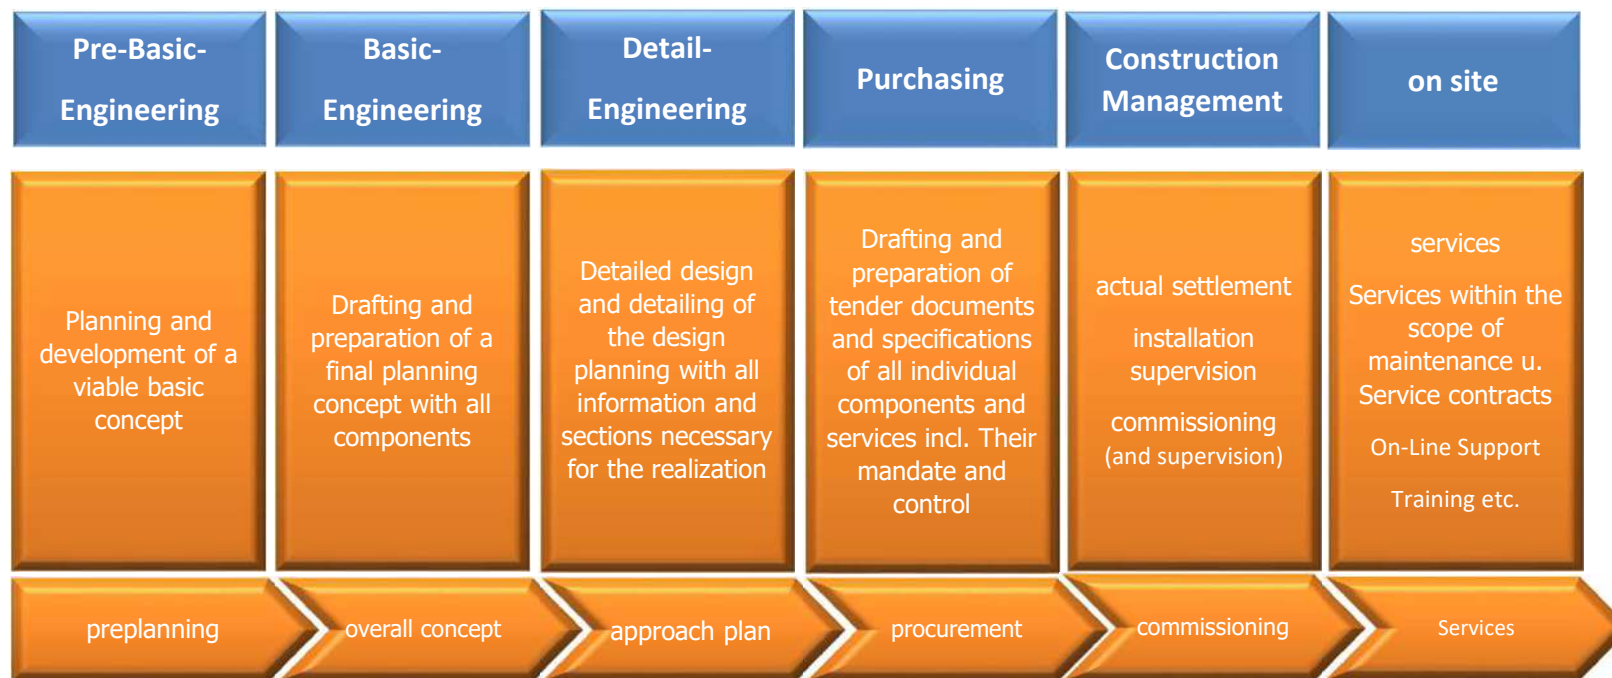 Pre-Basic-
Engineering
Basic-
Engineering
Detail-
Engineering
Purchasing
Construction
Management
on site
Planning and
development of a
viable basic
concept
Drafting and
preparation of a
final planning
concept with all
components
Detailed design
and detailing of
the design
planning with all
information and
sections necessary
for the realization
Drafting and
preparation of
tender documents
and specifications
of all individual
components and
services incl. Their
mandate and
control
actual settlement
installation
supervision
commissioning
(and supervision)
services
Services within the
scope of
maintenance u.
Service contracts
On-Line Support
Training etc.
preplanning
overall concept
approach plan
procurement
commissioning
Services